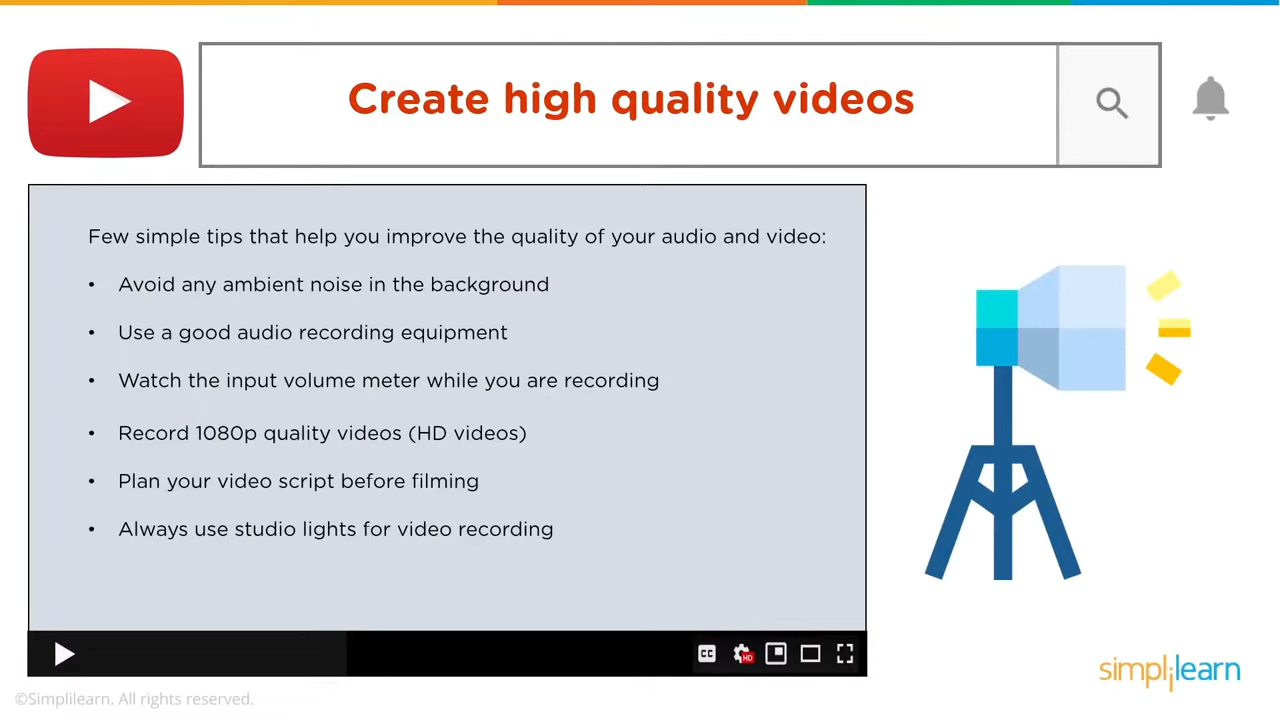 Create high quality videos
Few simple tips that help you improve the quality of your audio and video:
• Avoid any ambient noise in the background
• Use a good audio recording equipment
• Watch the input volume meter while you are recording
• Record 1080p quality videos (HD videos)
• Plan your video script before filming
• Always use studio lights for video recording
CC HD
simplilearn
©Simplilearn. All rights reserved.